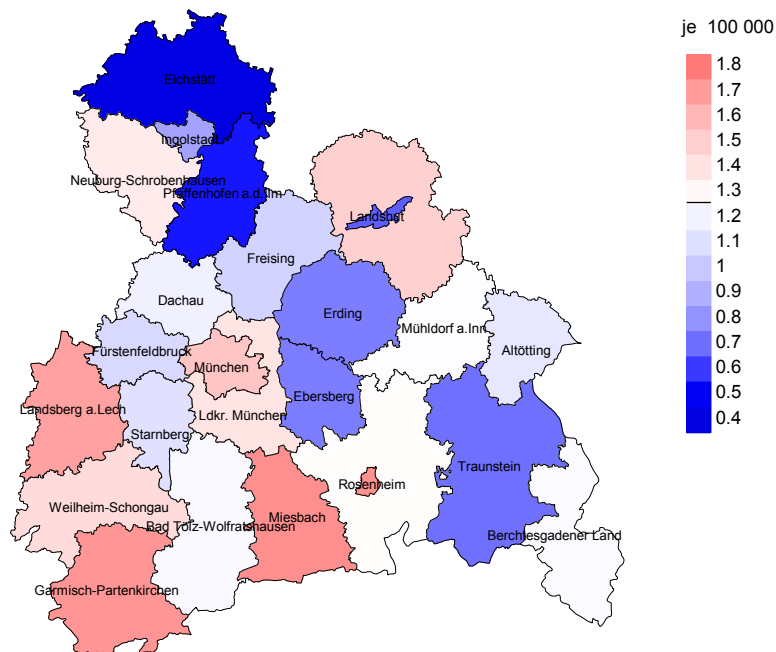 je 100 000
1.8
1.7
1.6
1.5
1.4
1.3
1.2
1.1
1
0.9
0.8
0.7
0.6
0.5
0.4
Eichstätt
Ingolstadt
Neuburg-Schrobenhausen
Pfaffenhofen a.d.Ilm
Landshut
Freising
Dachau
Erding
Mühldorf a.Inn
Altötting
Fürstenfeldbruck
München
Ebersberg
Landsberg a.Lech
Ldkr. München
Starnberg
Traunstein
Rosenheim
Weilheim-Schongau
Miesbach
Bad Tölz-Wolfratshausen
Berchtesgadener Land
Garmisch-Partenkirchen